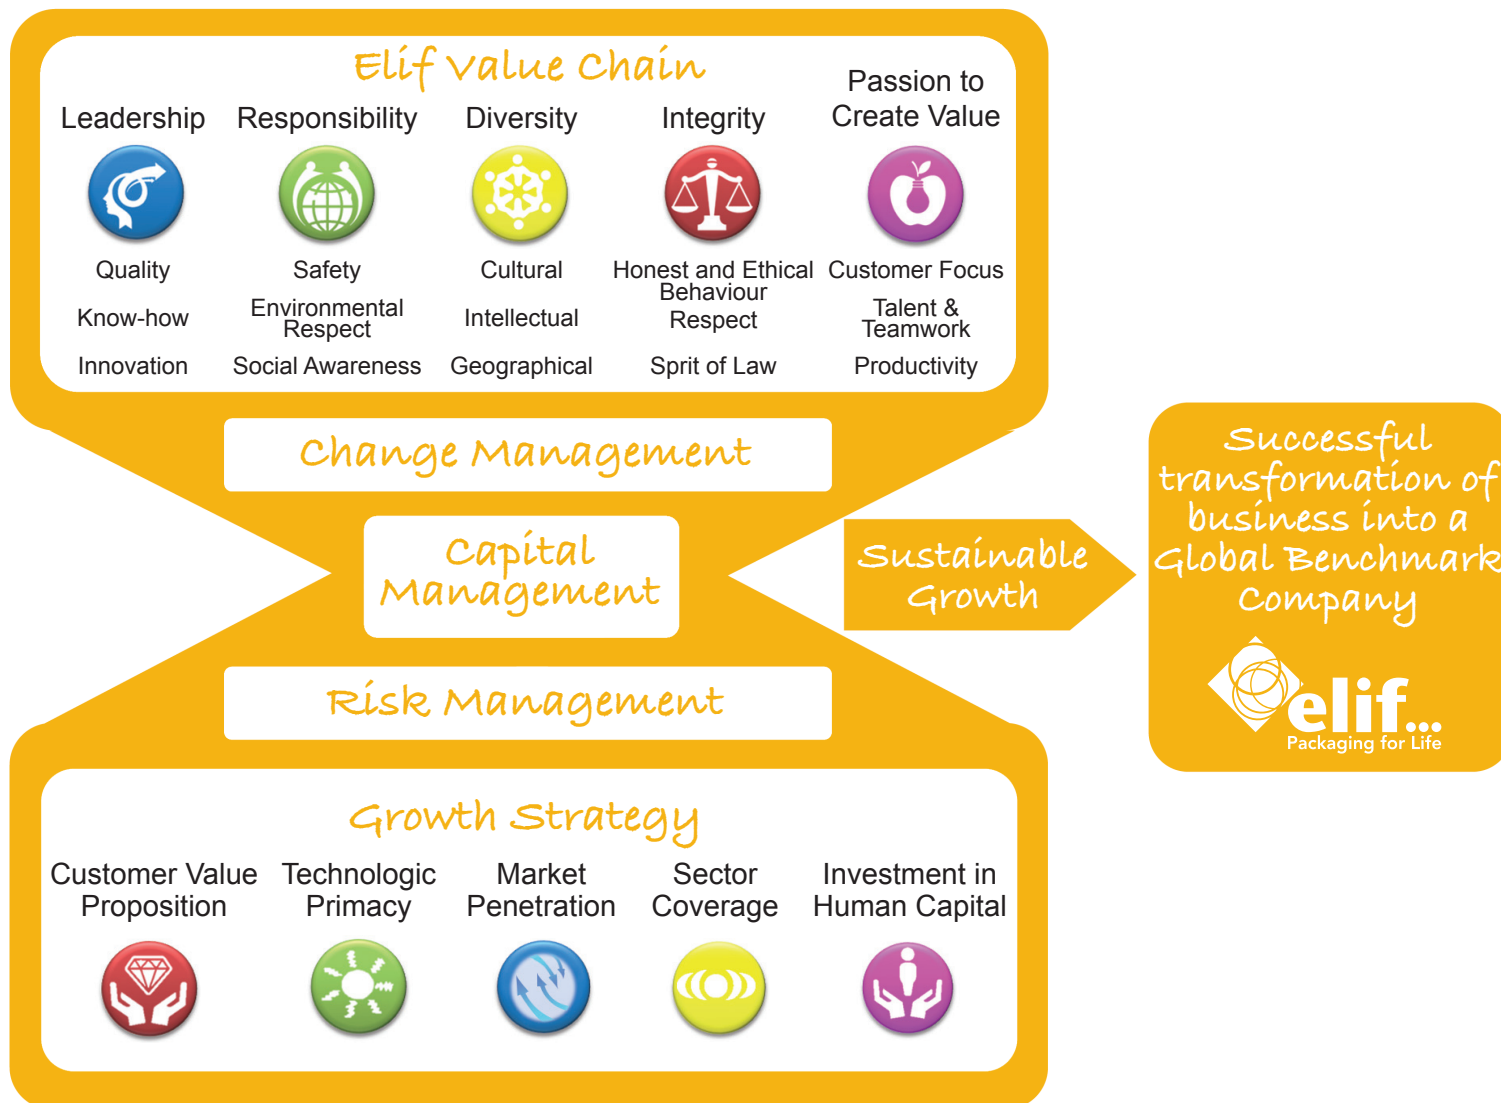 Elif Value Chain
Leadership
Responsibility
Diversity
Integrity
Passion to
Create Value
Quality
Safety
Cultural
Honest and Ethical
Behaviour
Customer Focus
Know-how
Environmental
Respect
Intellectual
Respect
Talent &
Teamwork
Innovation
Social Awareness
Geographical
Sprit of Law
Productivity
Change Management
Capital
Management
Risk Management
Sustainable
Growth
Successful
transformation of
business into a
Global Benchmark
Company
elif...
Packaging for Life
Growth Strategy
Customer Value
Proposition
Technologic
Primacy
Market
Penetration
Sector
Coverage
Investment in
Human Capital